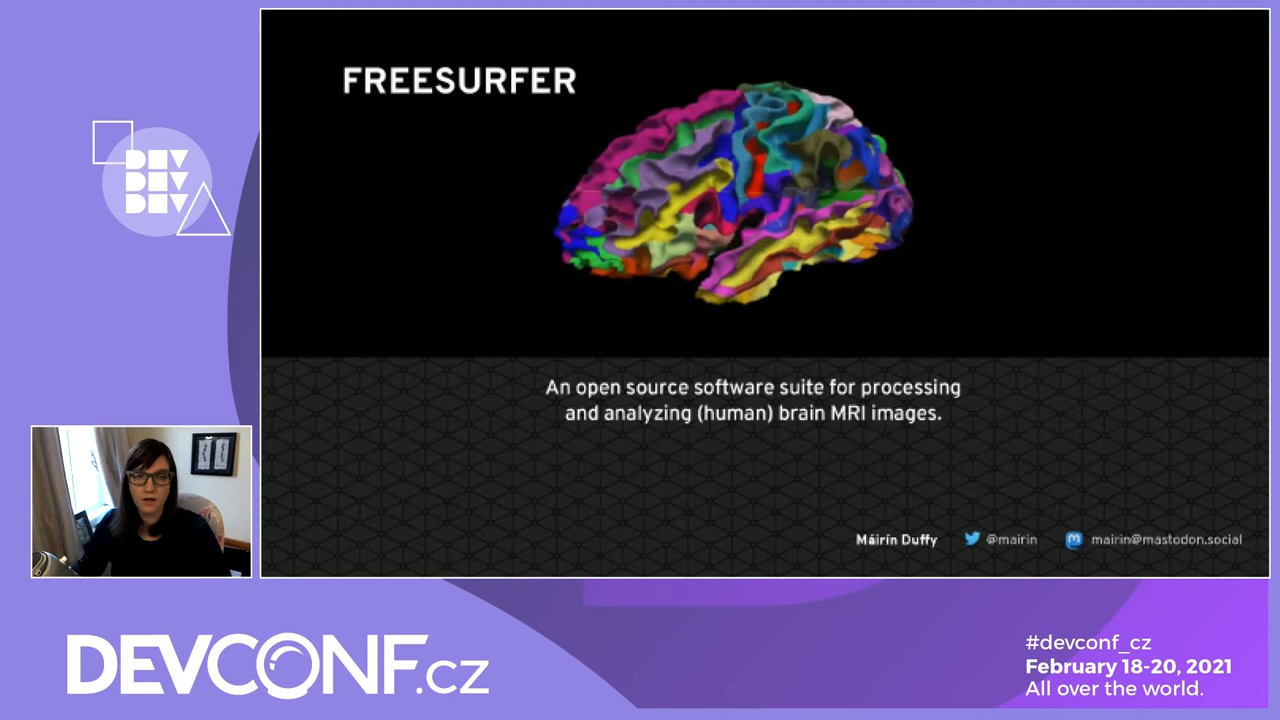 FREESURFER
DEV
DEV
DEV
An open source software suite for processing
and analyzing (human) brain MRI images.
Máirín Duffy @mairin mairin@mastodon.social
DEVCONF.cz
#devconf_cz
February 18-20, 2021
All over the world.